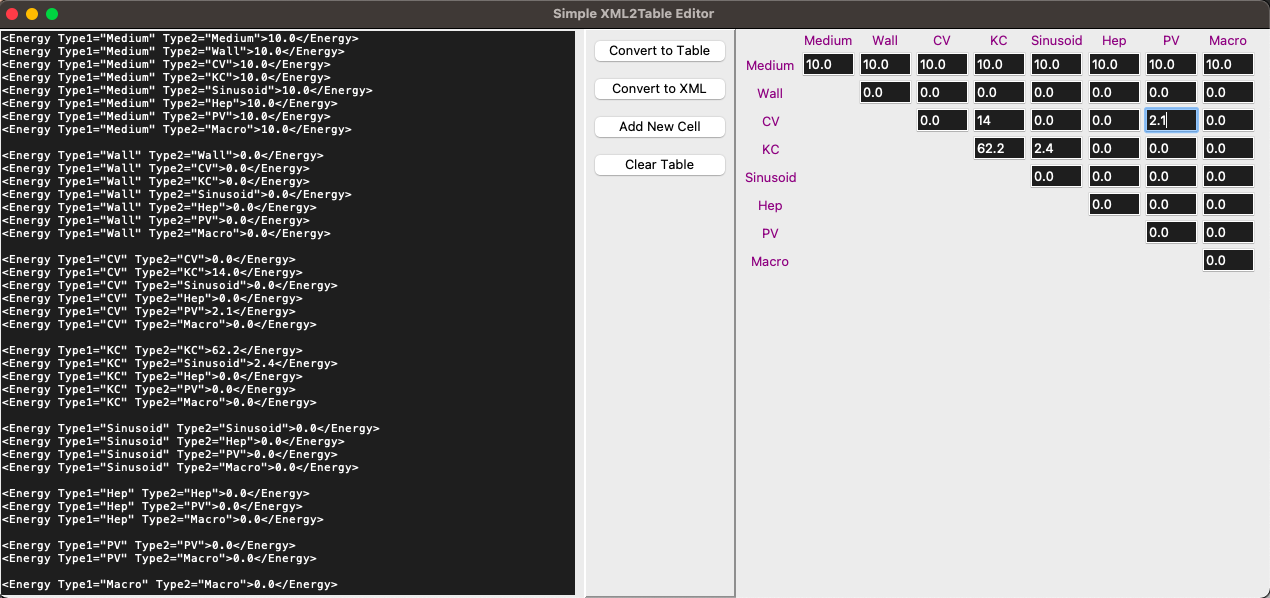 Simple XML2Table Editor
<Energy Type1="Medium" Type2="Medium">10.0</Energy>
<Energy Type1="Medium" Type2="Wall">10.0</Energy>
<Energy Type1="Medium" Type2="CV">10.0</Energy>
<Energy Type1="Medium" Type2="KC">10.0</Energy>
<Energy Type1="Medium" Type2="Sinusoid">10.0</Energy>
<Energy Type1="Medium" Type2="Hep">10.0</Energy>
<Energy Type1="Medium" Type2="PV">10.0</Energy>
<Energy Type1="Medium" Type2="Macro">10.0</Energy>
<Energy Type1="Wall" Type2="Wall">0.0</Energy>
<Energy Type1="Wall" Type2="CV">0.0</Energy>
<Energy Type1="Wall" Type2="KC">0.0</Energy>
<Energy Type1="Wall" Type2="Sinusoid">0.0</Energy>
<Energy Type1="Wall" Type2="Hep">0.0</Energy>
<Energy Type1="Wall" Type2="PV">0.0</Energy>
<Energy Type1="Wall" Type2="Macro">0.0</Energy>
<Energy Type1="CV" Type2="CV">0.0</Energy>
<Energy Type1="CV" Type2="KC">14.0</Energy>
<Energy Type1="CV" Type2="Sinusoid">0.0</Energy>
<Energy Type1="CV" Type2="Hep">0.0</Energy>
<Energy Type1="CV" Type2="PV">2.1</Energy>
<Energy Type1="CV" Type2="Macro">0.0</Energy>
<Energy Type1="KC" Type2="KC">62.2</Energy>
<Energy Type1="KC" Type2="Sinusoid">2.4</Energy>
<Energy Type1="KC" Type2="Hep">0.0</Energy>
<Energy Type1="KC" Type2="PV">0.0</Energy>
<Energy Type1="KC" Type2="Macro">0.0</Energy>
<Energy Type1="Sinusoid" Type2="Sinusoid">0.0</Energy>
<Energy Type1="Sinusoid" Type2="Hep">0.0</Energy>
<Energy Type1="Sinusoid" Type2="PV">0.0</Energy>
<Energy Type1="Sinusoid" Type2="Macro">0.0</Energy>
<Energy Type1="Hep" Type2="Hep">0.0</Energy>
<Energy Type1="Hep" Type2="PV">0.0</Energy>
<Energy Type1="Hep" Type2="Macro">0.0</Energy>
<Energy Type1="PV" Type2="PV">0.0</Energy>
<Energy Type1="PV" Type2="Macro">0.0</Energy>
<Energy Type1="Macro" Type2="Macro">0.0</Energy>
Convert to Table
Convert to XML
Add New Cell
Clear Table
Medium Wall CV KC Sinusoid Hep PV Macro
Medium 10.0 10.0 10.0 10.0 10.0 10.0 10.0 10.0
Wall 0.0 0.0 0.0 0.0 0.0 0.0 0.0
CV 0.0 14 0.0 0.0 2.1 0.0
KC 62.2 2.4 0.0 0.0 0.0
Sinusoid 0.0 0.0 0.0 0.0
Hep 0.0 0.0 0.0
PV 0.0 0.0
Macro 0.0